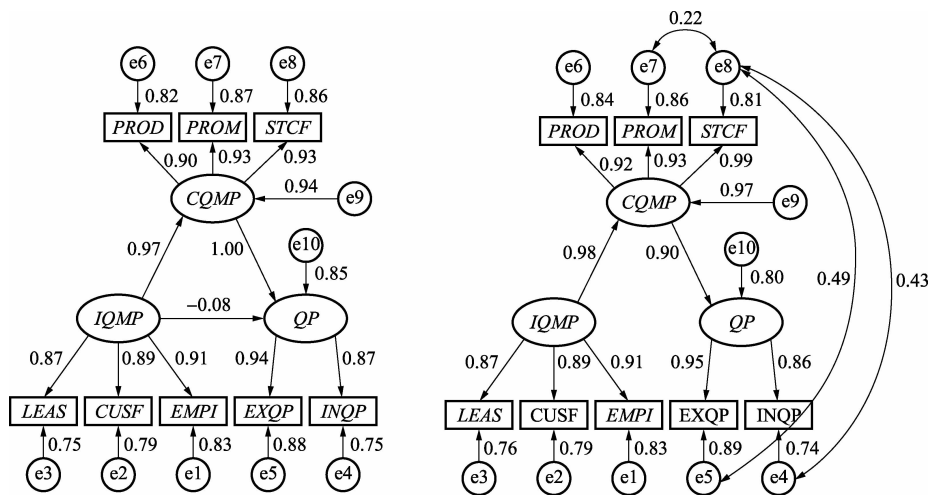 0.22
e6 e7 e8 e6 e7 e8
0.82 0.87 0.86 0.84 0.86 0.81
PROD PROM STCF PROD PROM STCF
0.90 0.93 0.93 0.92 0.93 0.99
CQMP 0.94 e9 CQMP 0.97 e9
0.97 1.00 e10 0.98 0.90 e10
0.85 0.80 0.49 0.43
−0.08
IQMP QP IQMP QP
0.87 0.89 0.91 0.94 0.87 0.87 0.89 0.91 0.95 0.86
LEAS CUSF EMPI EXQP INQP LEAS CUSF EMPI EXQP INQP
0.75 0.79 0.83 0.88 0.75 0.76 0.79 0.83 0.89 0.74
e3 e2 e1 e5 e4 e3 e2 e1 e5 e4